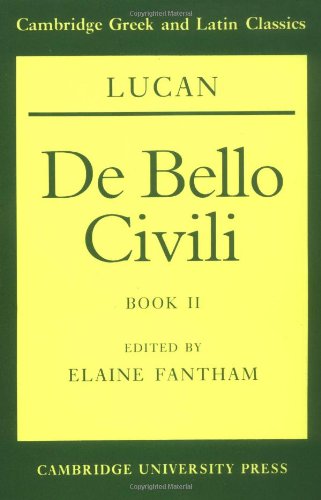 Cambridge Greek and Latin Classics
LUCAN
De Bello
Civili
BOOK II
EDITED BY
ELAINE FANTHAM
CAMBRIDGE UNIVERSITY PRESS